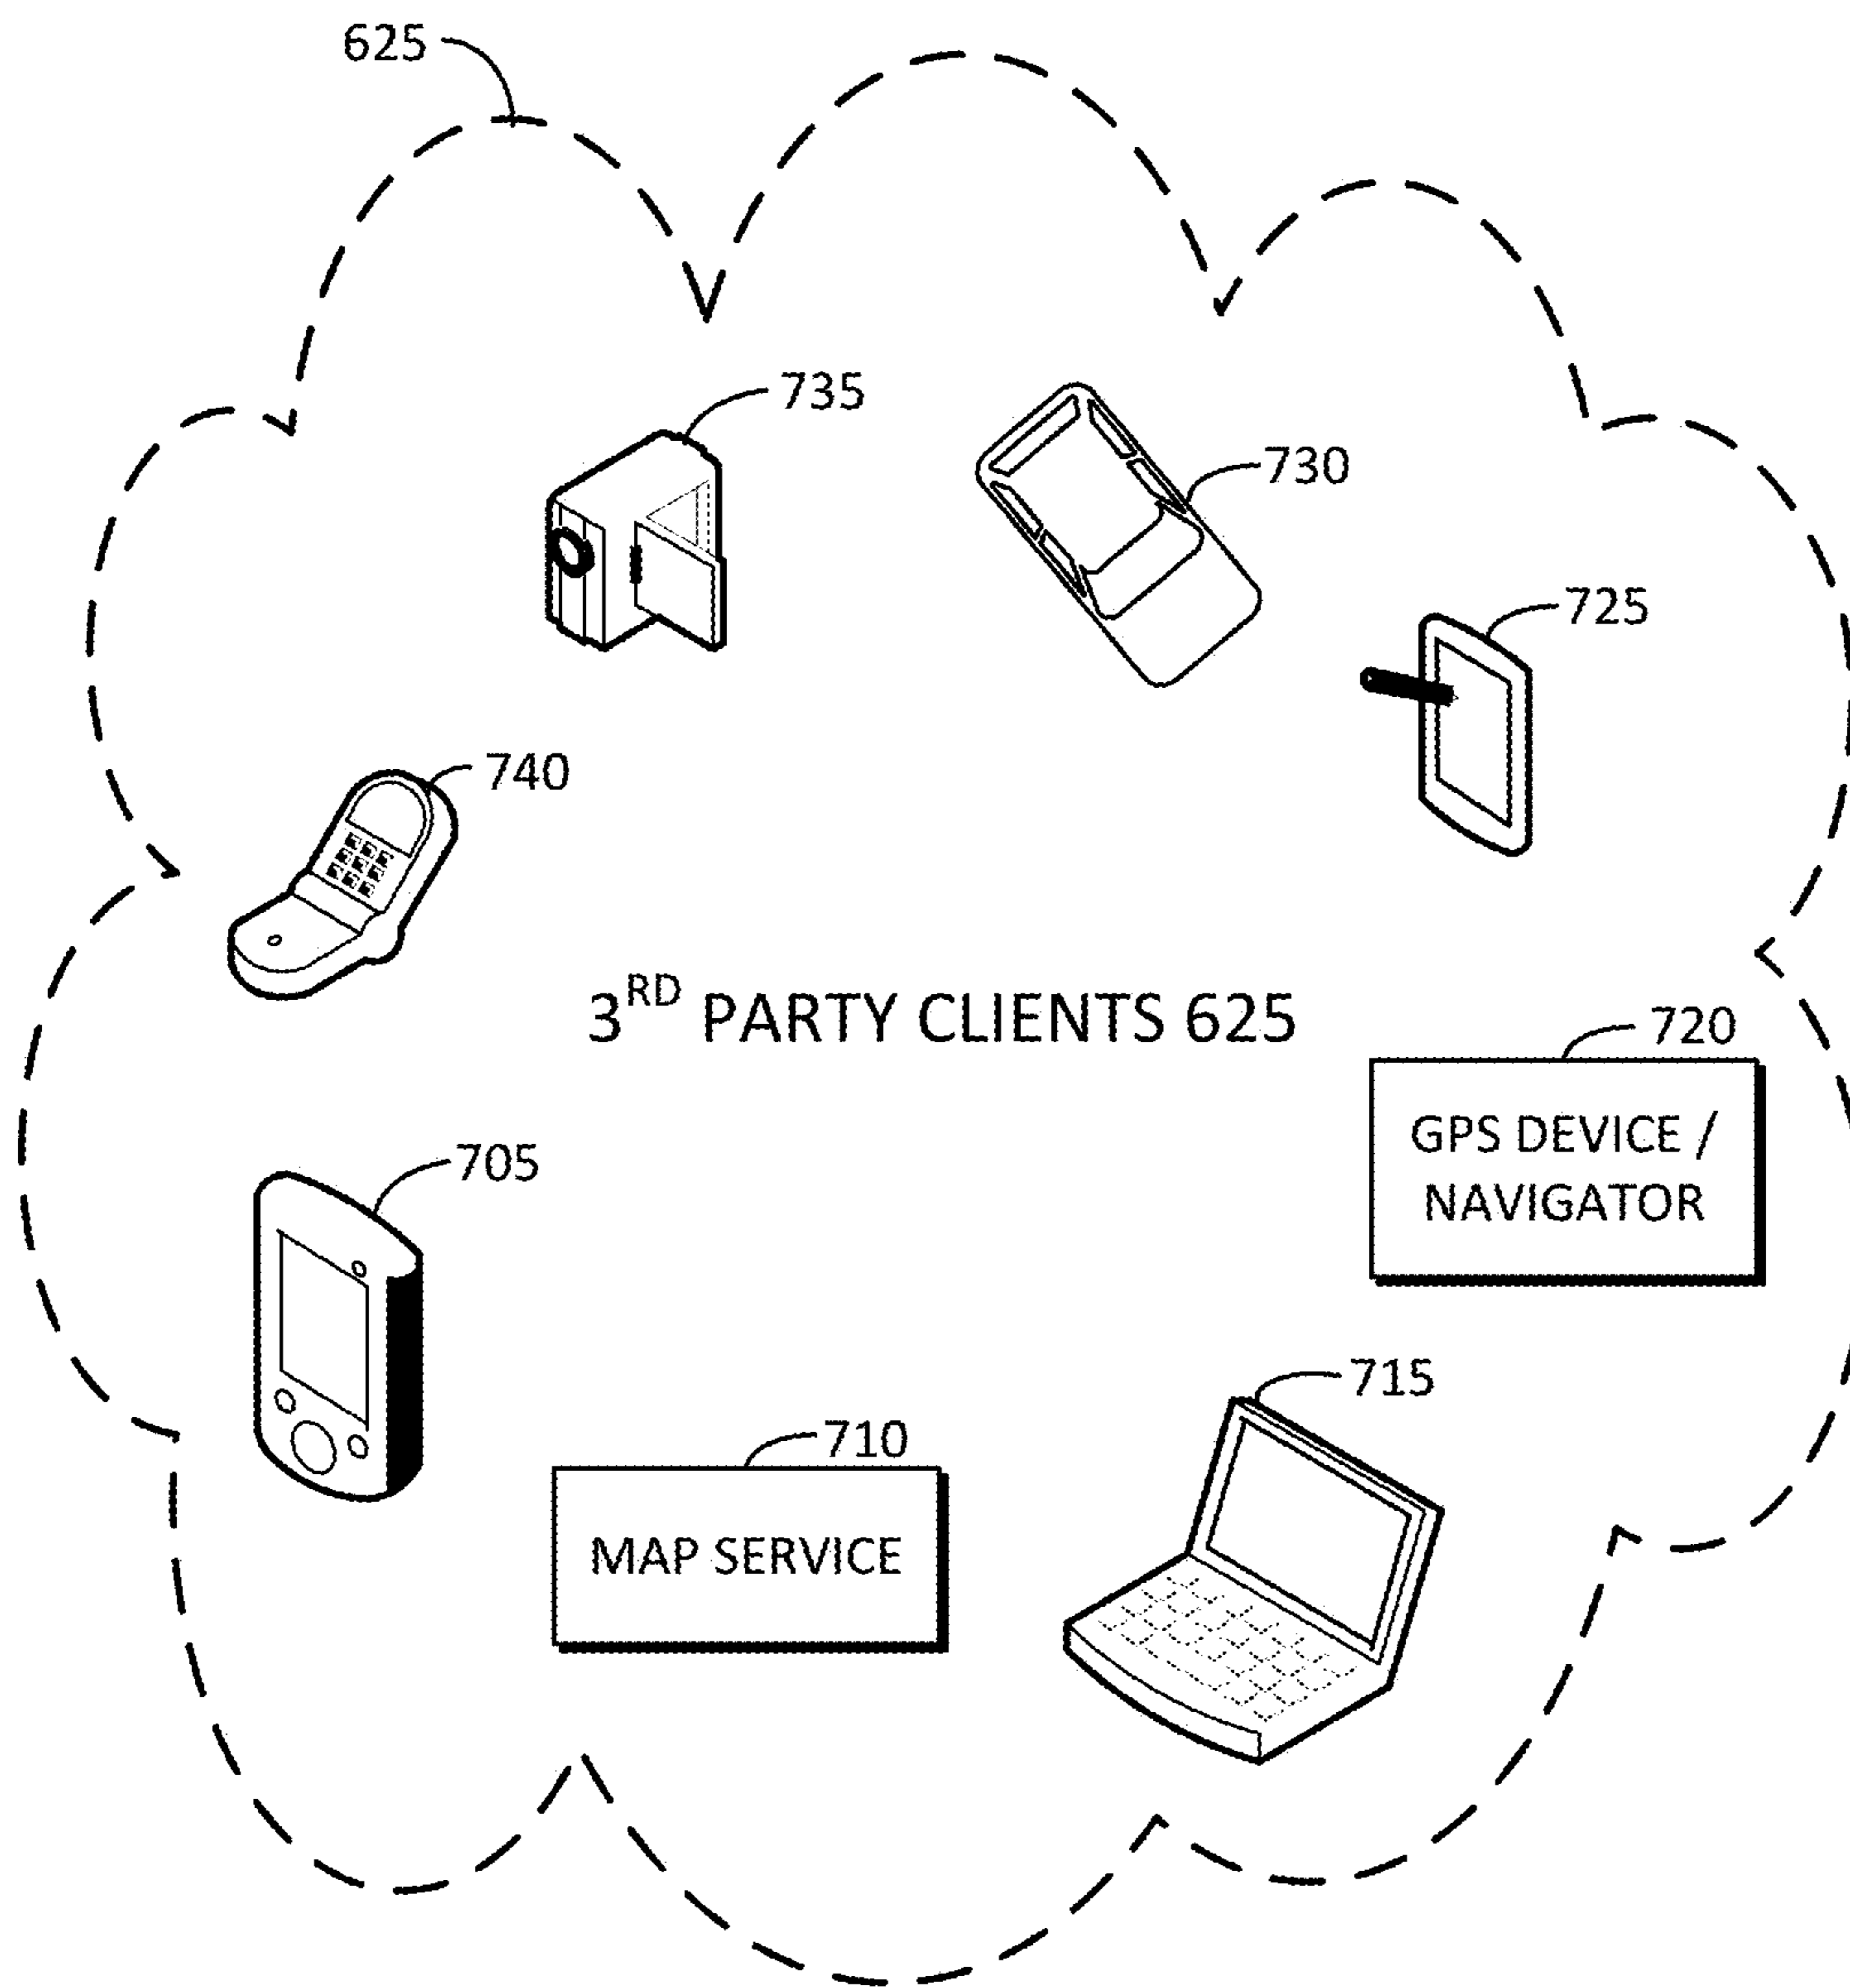 625
735
730
725
740
3RD PARTY CLIENTS 625
720
GPS DEVICE /
NAVIGATOR
705
715
710
MAP SERVICE